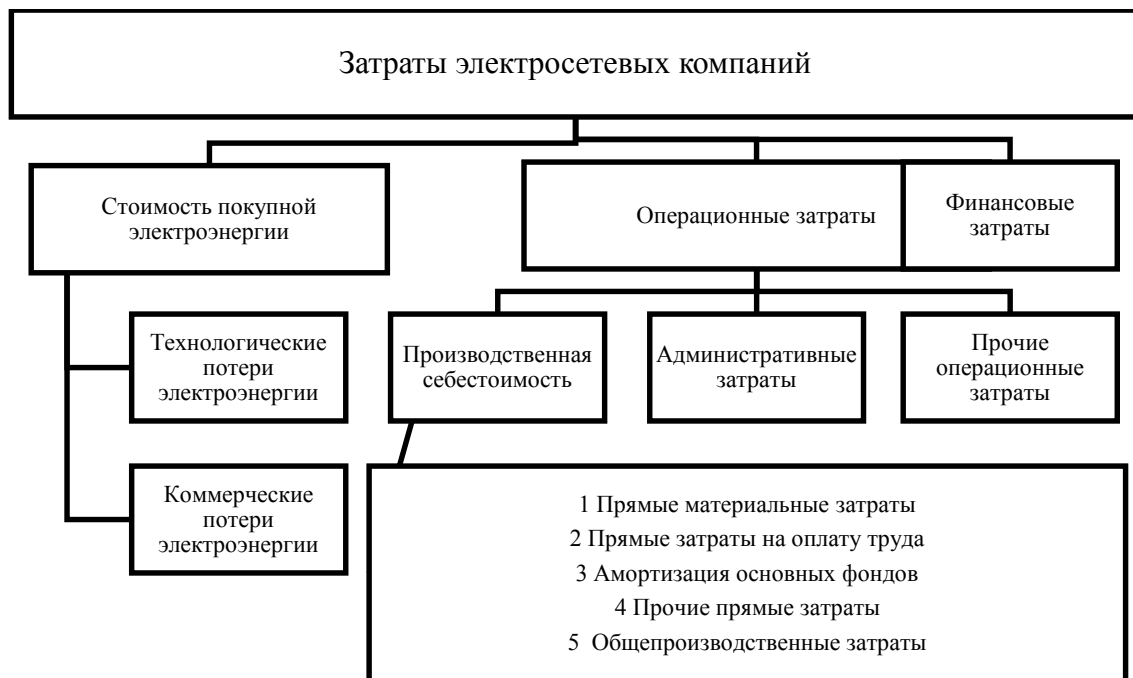 Затраты электросетевых компаний
Стоимость покупной
электроэнергии
Операционные затраты
Финансовые
затраты
Технологические
потери
электроэнергии
Коммерческие
потери
электроэнергии
Производственная
себестоимость
Административные
затраты
Прочие
операционные
затраты
1 Прямые материальные затраты
2 Прямые затраты на оплату труда
3 Амортизация основных фондов
4 Прочие прямые затраты
5 Общепроизводственные затраты